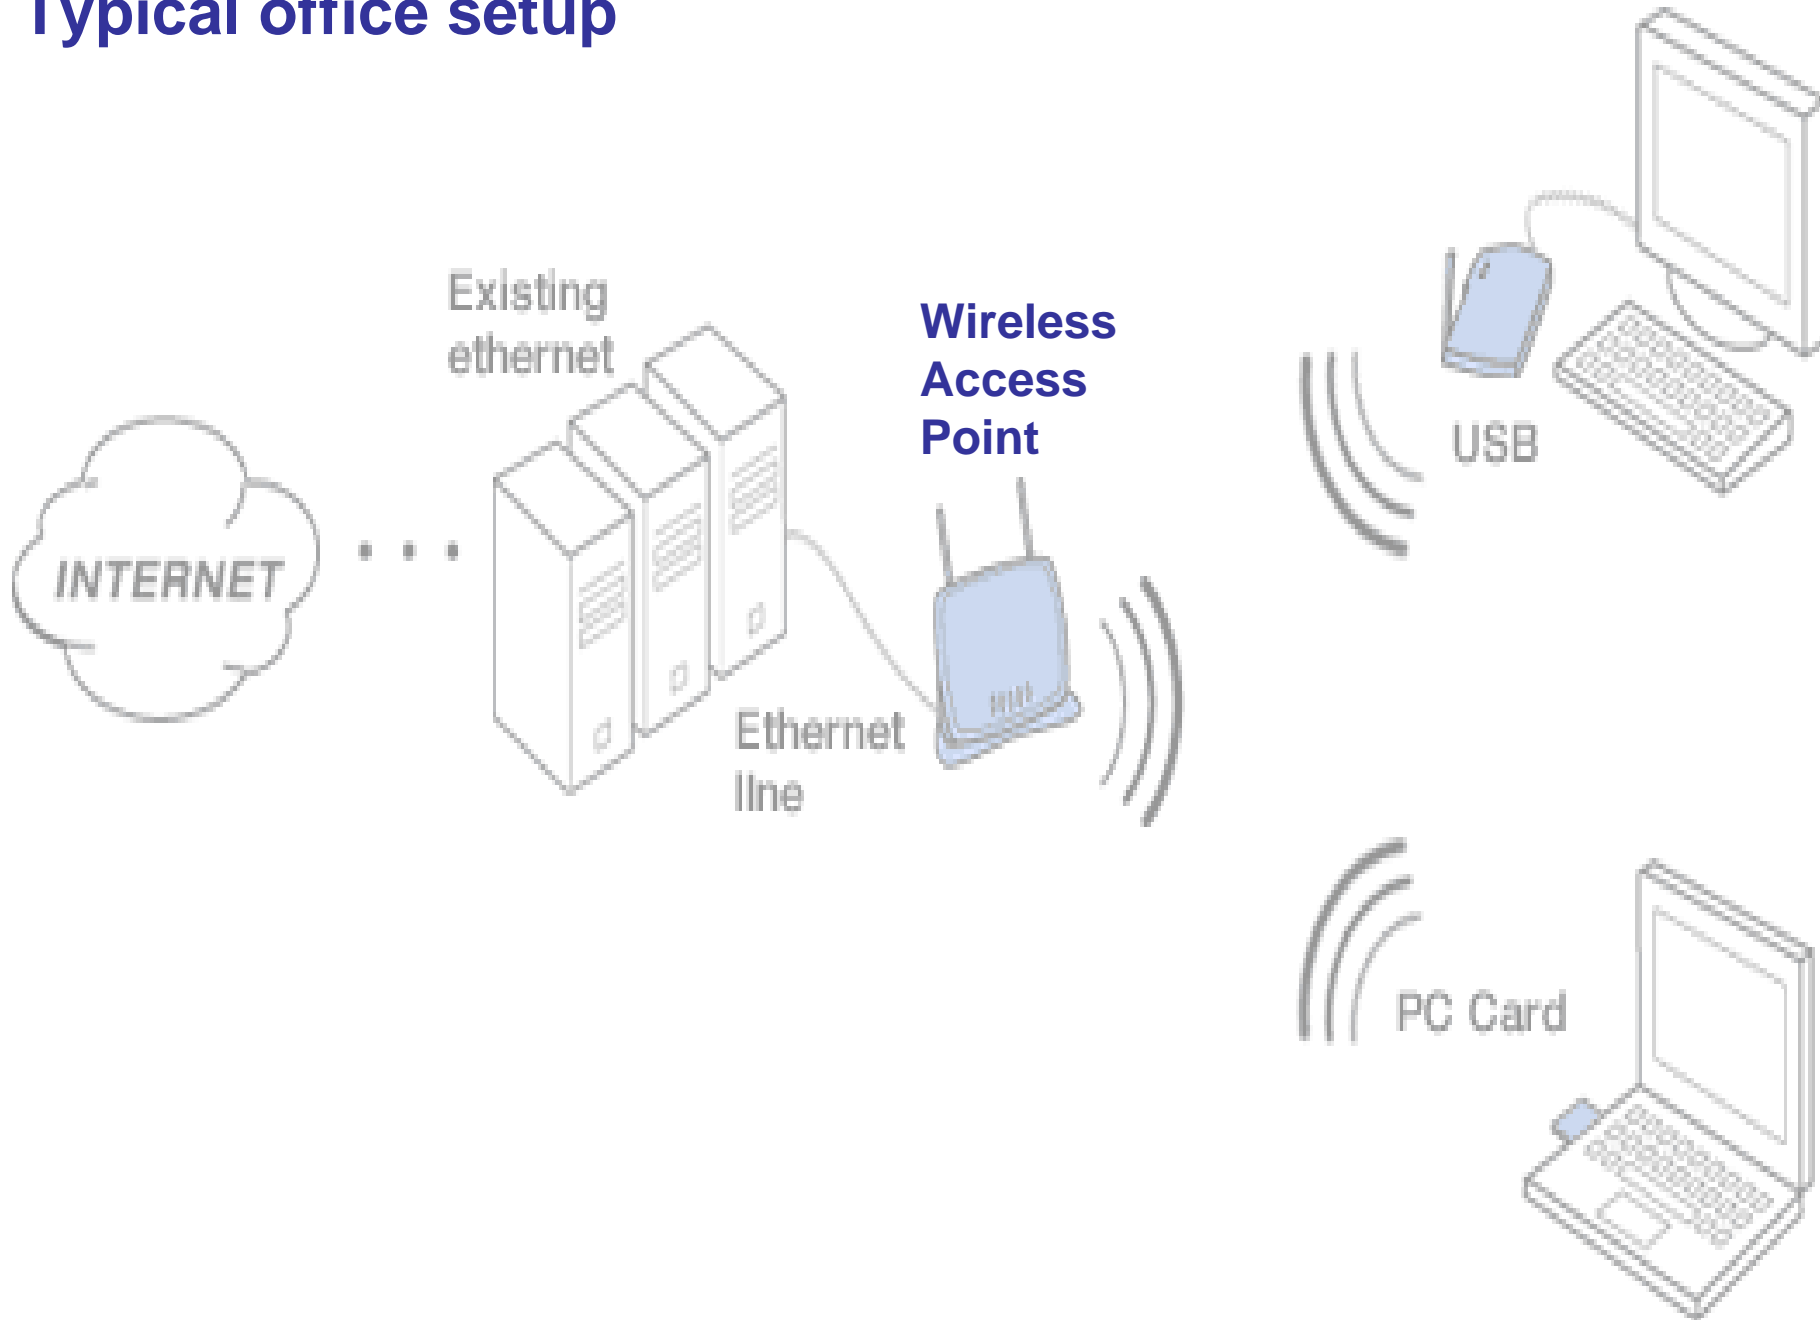 Typical office setup
Existing
ethernet
Wireless
Access
Point
USB
INTERNET
Ethernet
line
PC Card